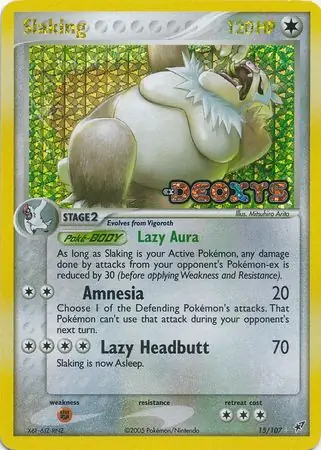 Slaking 120 HP
ex DEOXYS
Illus. Mitsuhiro Arita
STAGE2 Evolves from Vigoroth
Poké-BODY Lazy Aura
As long as Slaking is your Active Pokémon, any damage
done by attacks from your opponent's Pokémon-ex is
reduced by 30 (before applying Weakness and Resistance).
Amnesia 20
Choose 1 of the Defending Pokémon's attacks. That
Pokémon can't use that attack during your opponent's
next turn.
Lazy Headbutt 70
Slaking is now Asleep.
weakness resistance retreat cost
©2005 Pokémon/Nintendo 13/107